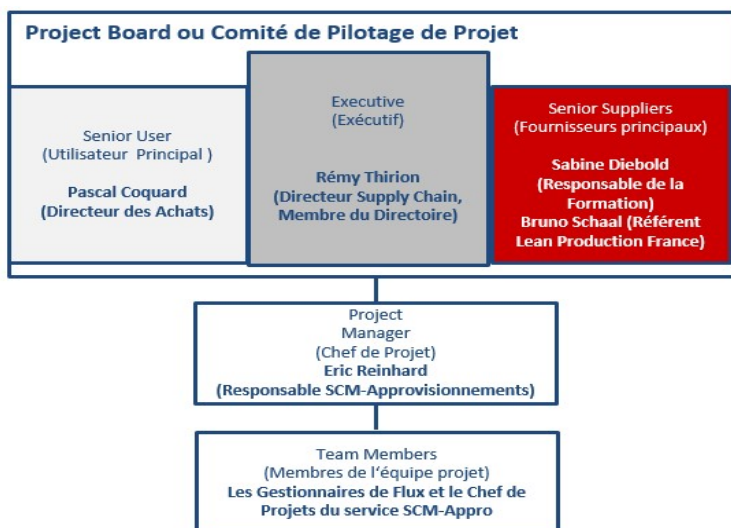 Project Board ou Comité de Pilotage de Projet
Senior User
(Utilisateur  Principal )
Pascal Coquard
(Directeur des Achats)
Executive
(Exécutif)
Rémy Thirion
(Directeur Supply Chain,
Membre du Directoire)
Senior Suppliers
(Fournisseurs principaux)
Sabine Diebold
(Responsable de la
Formation)
Bruno Schaal (Référent
Lean Production France)
Project
Manager
(Chef de Projet)
Eric Reinhard
(Responsable SCM-Approvisionnements)
Team Members
(Membres de l'équipe projet)
Les Gestionnaires de Flux et le Chef de
Projets du service SCM-Appro